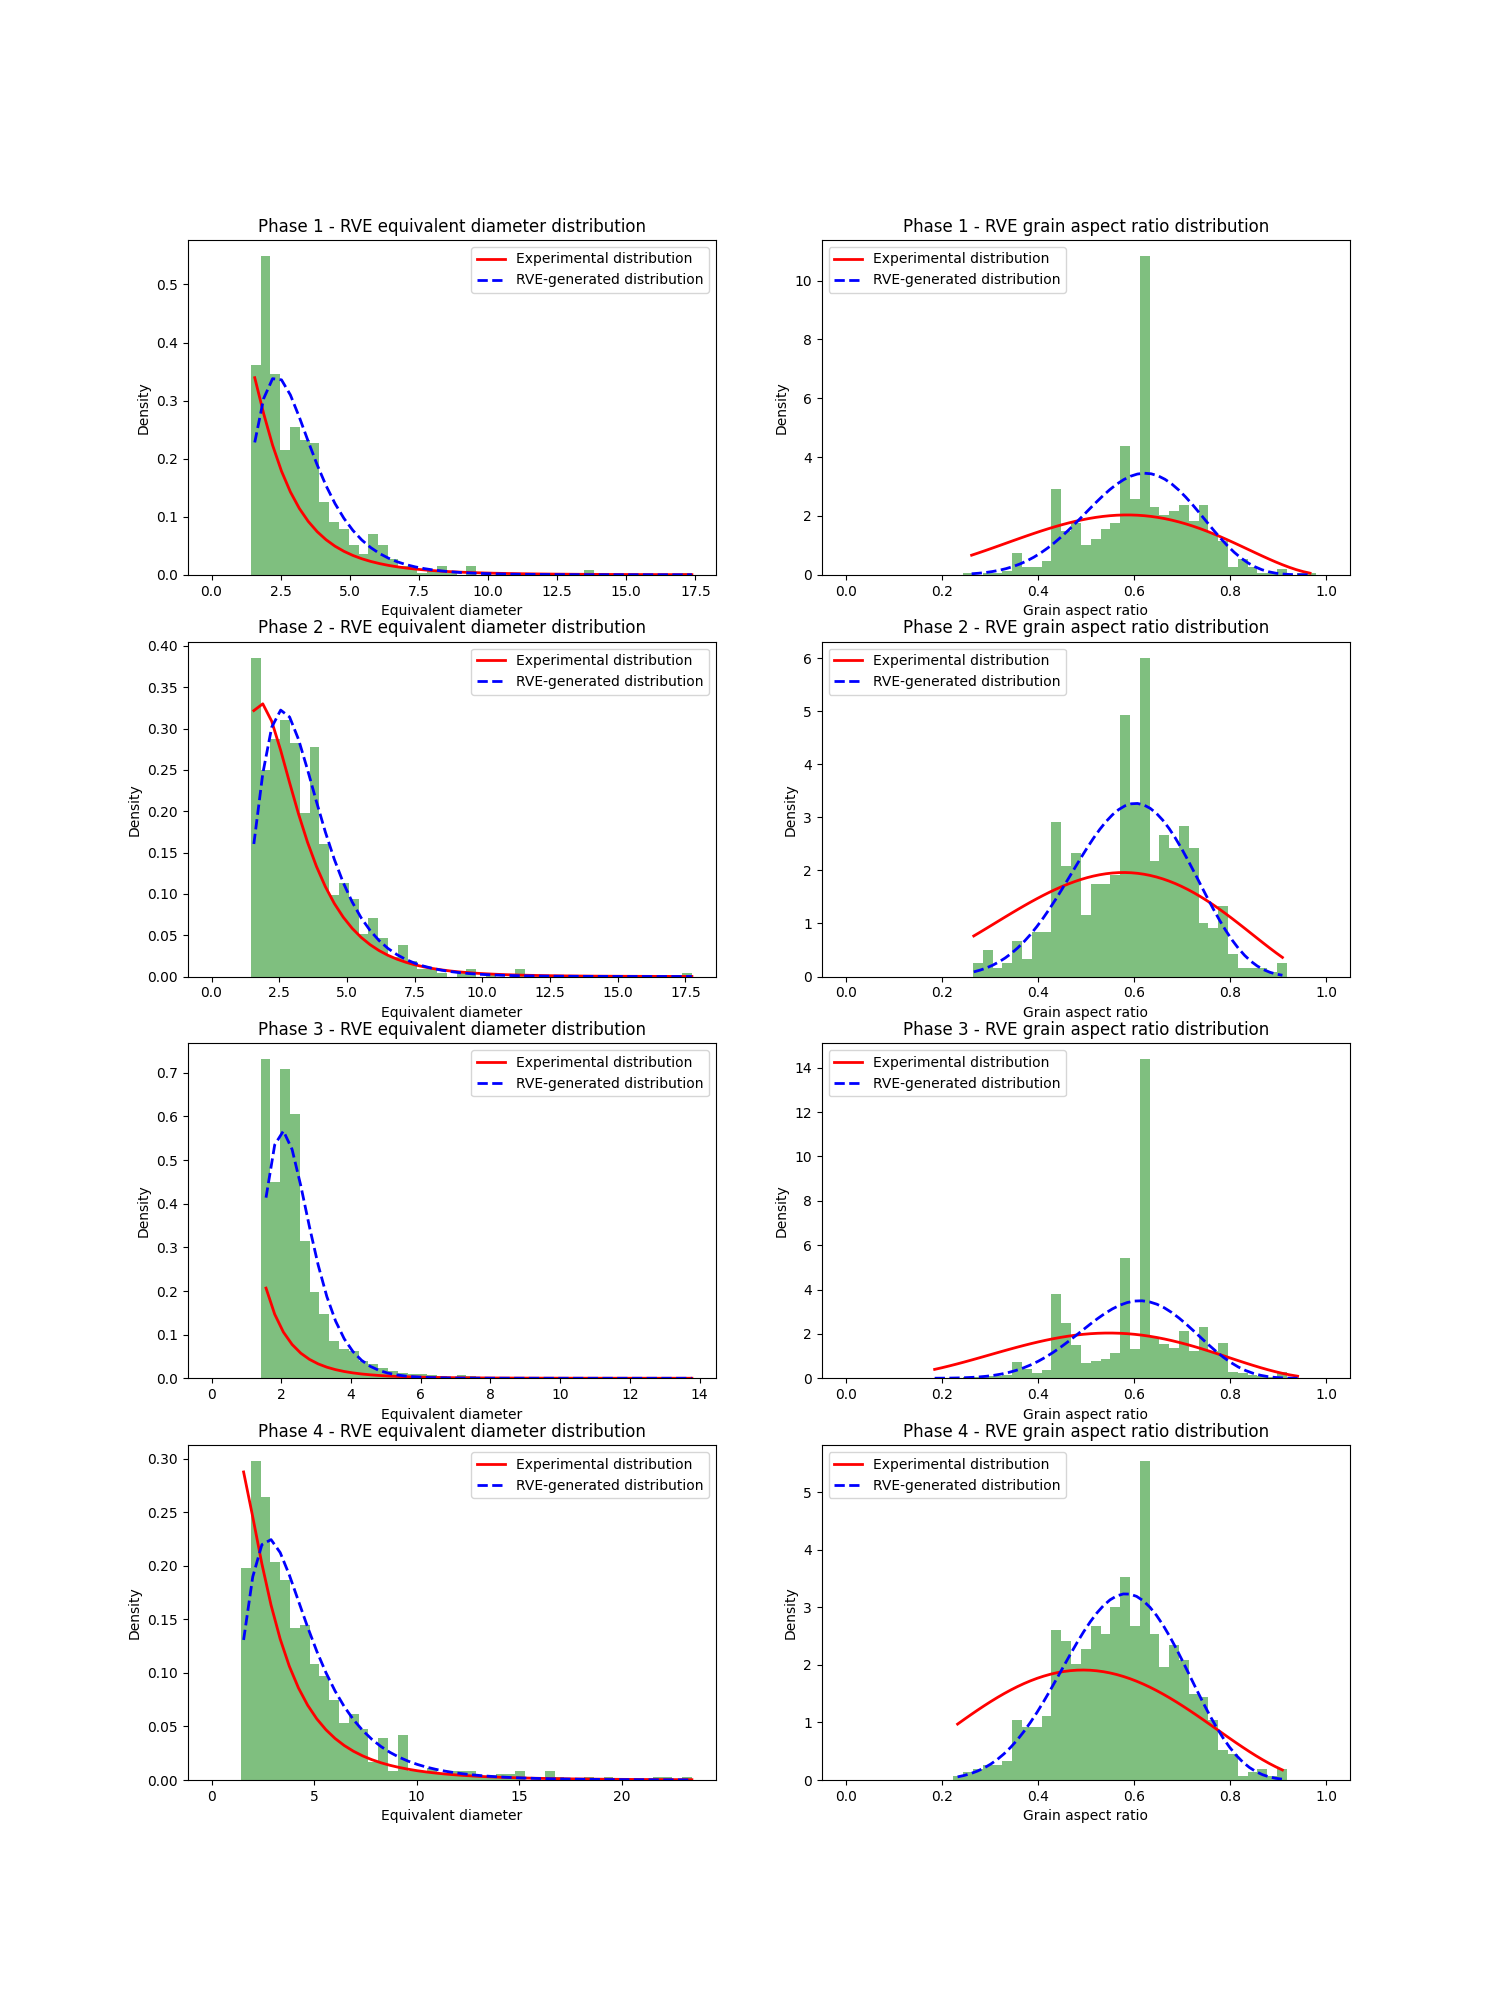 Phase 1 - RVE equivalent diameter distribution
Experimental distribution
RVE-generated distribution
Density
0.5
0.4
0.3
0.2
0.1
0.0
0.0 2.5 5.0 7.5 10.0 12.5 15.0 17.5
Equivalent diameter
Phase 1 - RVE grain aspect ratio distribution
Experimental distribution
RVE-generated distribution
Density
10
8
6
4
2
0
0.0 0.2 0.4 0.6 0.8 1.0
Grain aspect ratio
Phase 2 - RVE equivalent diameter distribution
Experimental distribution
RVE-generated distribution
Density
0.40
0.35
0.30
0.25
0.20
0.15
0.10
0.05
0.00
0.0 2.5 5.0 7.5 10.0 12.5 15.0 17.5
Equivalent diameter
Phase 2 - RVE grain aspect ratio distribution
Experimental distribution
RVE-generated distribution
Density
6
5
4
3
2
1
0
0.0 0.2 0.4 0.6 0.8 1.0
Grain aspect ratio
Phase 3 - RVE equivalent diameter distribution
Experimental distribution
RVE-generated distribution
Density
0.7
0.6
0.5
0.4
0.3
0.2
0.1
0.0
0 2 4 6 8 10 12 14
Equivalent diameter
Phase 3 - RVE grain aspect ratio distribution
Experimental distribution
RVE-generated distribution
Density
14
12
10
8
6
4
2
0
0.0 0.2 0.4 0.6 0.8 1.0
Grain aspect ratio
Phase 4 - RVE equivalent diameter distribution
Experimental distribution
RVE-generated distribution
Density
0.30
0.25
0.20
0.15
0.10
0.05
0.00
0 5 10 15 20
Equivalent diameter
Phase 4 - RVE grain aspect ratio distribution
Experimental distribution
RVE-generated distribution
Density
5
4
3
2
1
0
0.0 0.2 0.4 0.6 0.8 1.0
Grain aspect ratio